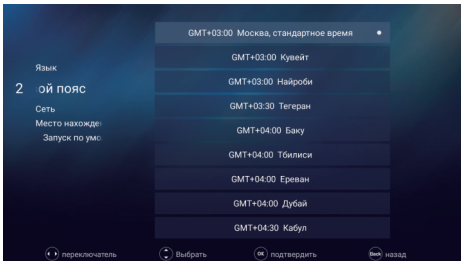 Язык
2 ой пояс
Сеть
Место нахожде
Запуск по умо
GMT+03:00 Москва, стандартное время
GMT+03:00 Кувейт
GMT+03:00 Найроби
GMT+03:30 Тегеран
GMT+04:00 Баку
GMT+04:00 Тбилиси
GMT+04:00 Ереван
GMT+04:00 Дубай
GMT+04:30 Кабул
переключатель
Выбрать
OK подтвердить
Back назад